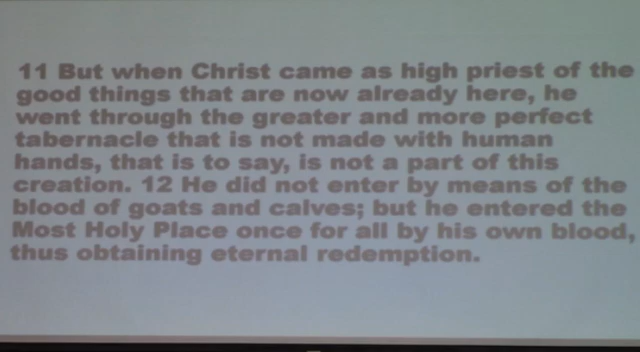 11 But when Christ came as high priest of the
good things that are now already here, he
went through the greater and more perfect
tabernacle that is not made with human
hands, that is to say, is not a part of this
creation. 12 He did not enter by means of the
blood of goats and calves; but he entered the
Most Holy Place once for all by his own blood,
thus obtaining eternal redemption.